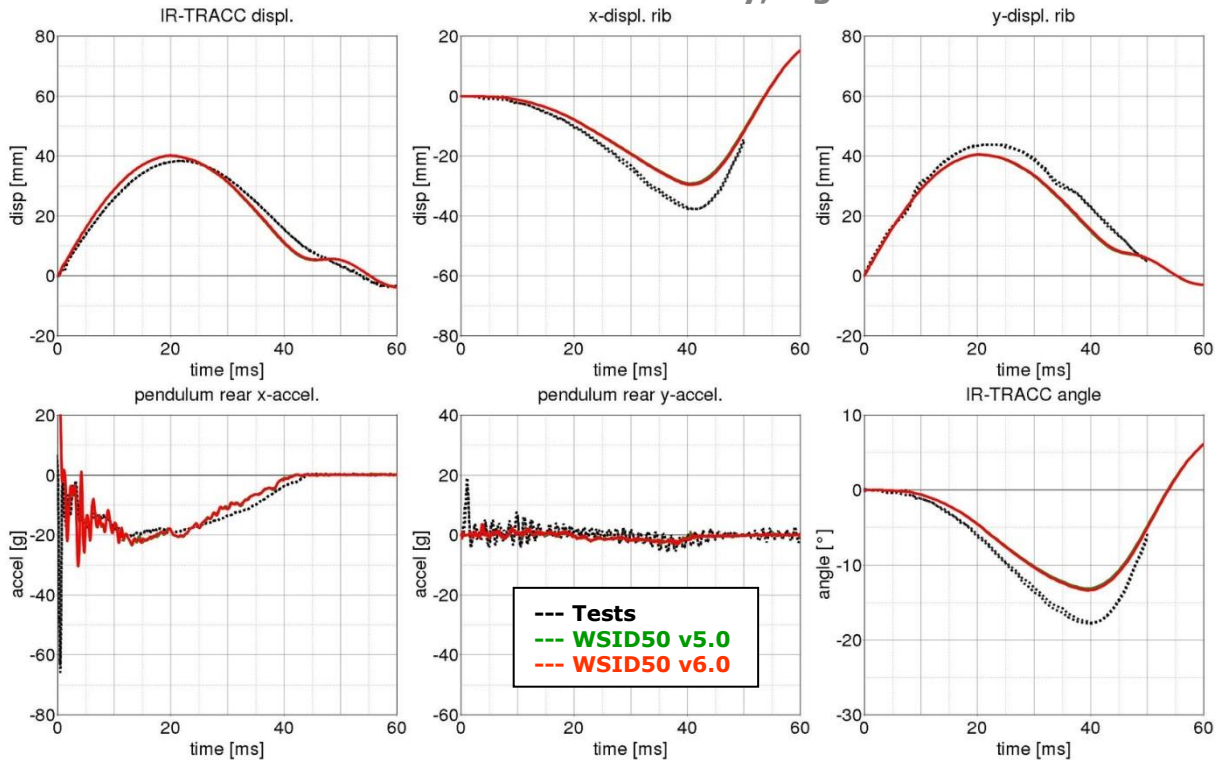 IR-TRACC displ.
x-displ. rib
y-displ. rib
disp [mm]
80
60
40
20
0
-20
0
20
40
60
time [ms]
disp [mm]
20
0
-20
-40
-60
-80
0
20
40
60
time [ms]
disp [mm]
80
60
40
20
0
-20
0
20
40
60
time [ms]
pendulum rear x-accel.
pendulum rear y-accel.
IR-TRACC angle
accel [g]
20
0
-20
-40
-60
-80
0
20
40
60
time [ms]
accel [g]
40
20
0
-20
-40
-60
0
20
40
60
time [ms]
angle [°]
10
0
-10
-20
-30
0
20
40
60
time [ms]
--- Tests
--- WSID50 v5.0
--- WSID50 v6.0